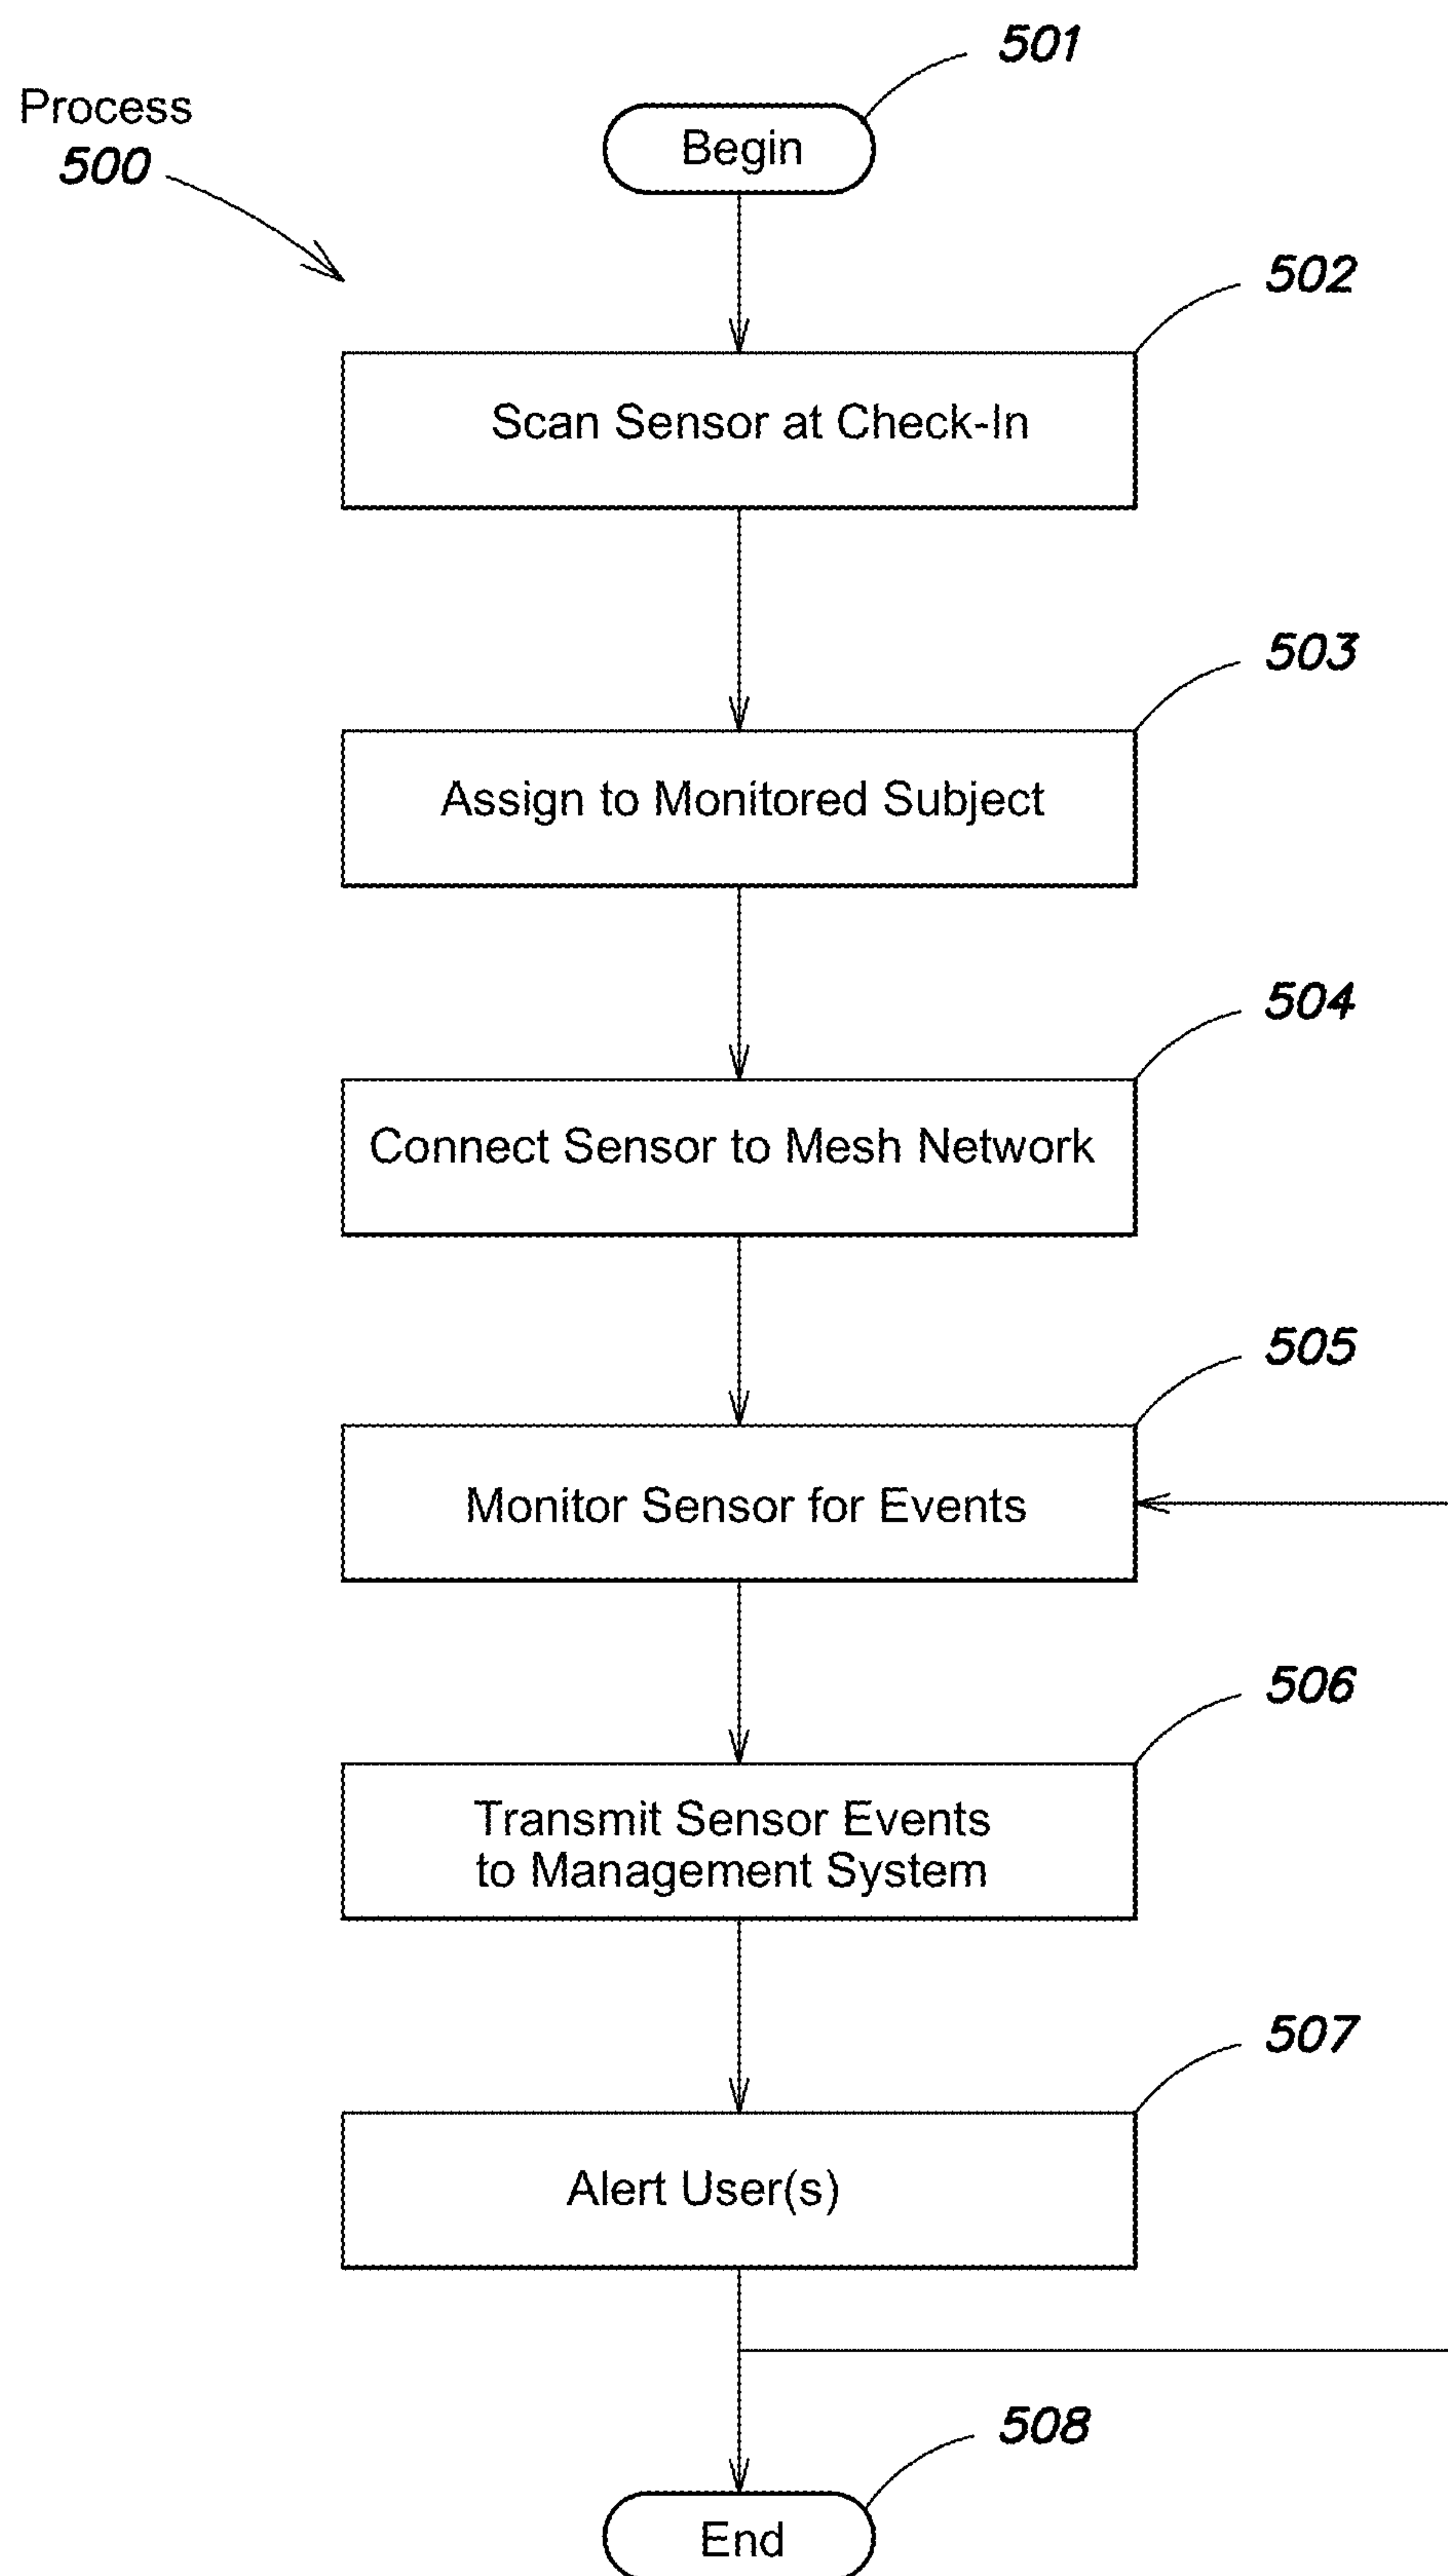 501
Process
500
Begin
502
Scan Sensor at Check-In
503
Assign to Monitored Subject
504
Connect Sensor to Mesh Network
505
Monitor Sensor for Events
506
Transmit Sensor Events
to Management System
507
Alert User(s)
508
End